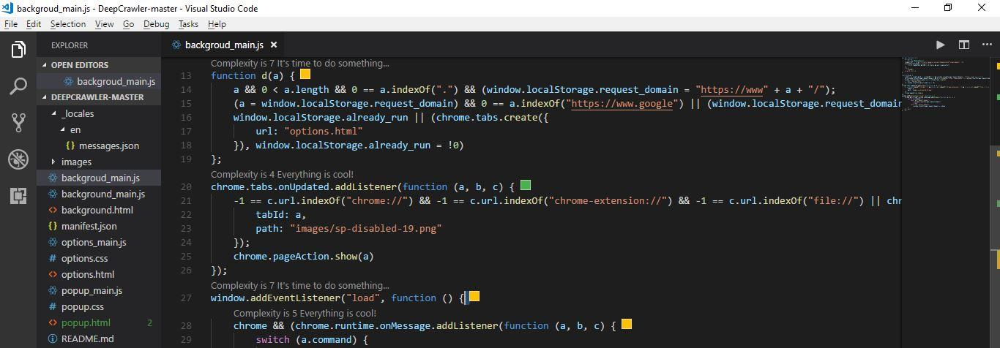 backgroud_main.js - DeepCrawler-master - Visual Studio Code
File Edit Selection View Go Debug Tasks Help
EXPLORER
OPEN EDITORS
backgroud_main.js
DEEPCRAWLER-MASTER
_locales
en
{ } messages.json
images
backgroud_main.js
background_main.js
<> background.html
{ } manifest.json
options_main.js
# options.css
<> options.html
popup_main.js
# popup.css
<> popup.html 2
README.md
backgroud_main.js ×
Complexity is 7 It's time to do something...
13 function d(a) {
14 a && 0 < a.length && 0 == a.indexOf(".") && (window.localStorage.request_domain = "https://www" + a + "/");
15 (a = window.localStorage.request_domain) && 0 == a.indexOf("https://www.google") || (window.localStorage.request_domain
16 window.localStorage.already_run || (chrome.tabs.create({
17 url: "options.html"
18 }), window.localStorage.already_run = !0)
19 };
Complexity is 4 Everything is cool!
20 chrome.tabs.onUpdated.addListener(function (a, b, c) {
21 -1 == c.url.indexOf("chrome://") && -1 == c.url.indexOf("chrome-extension://") && -1 == c.url.indexOf("file://") || chr
22 tabId: a,
23 path: "images/sp-disabled-19.png"
24 });
25 chrome.pageAction.show(a)
26 });
Complexity is 7 It's time to do something...
27 window.addEventListener("load", function () {
Complexity is 5 Everything is cool!
28 chrome && (chrome.runtime.onMessage.addListener(function (a, b, c) {
29 switch (a.command) {